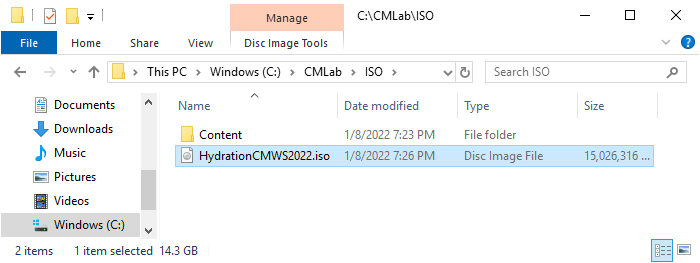 Manage C:\CMLab\ISO
File Home Share View Disc Image Tools
This PC Windows (C:) CMLab ISO Search ISO
Name Date modified Type Size
Documents
Downloads
Music
Pictures
Videos
Windows (C:)
Content 1/8/2022 7:23 PM File folder
HydrationCMWS2022.iso 1/8/2022 7:26 PM Disc Image File 15,026,316 ...
2 items 1 item selected 14.3 GB